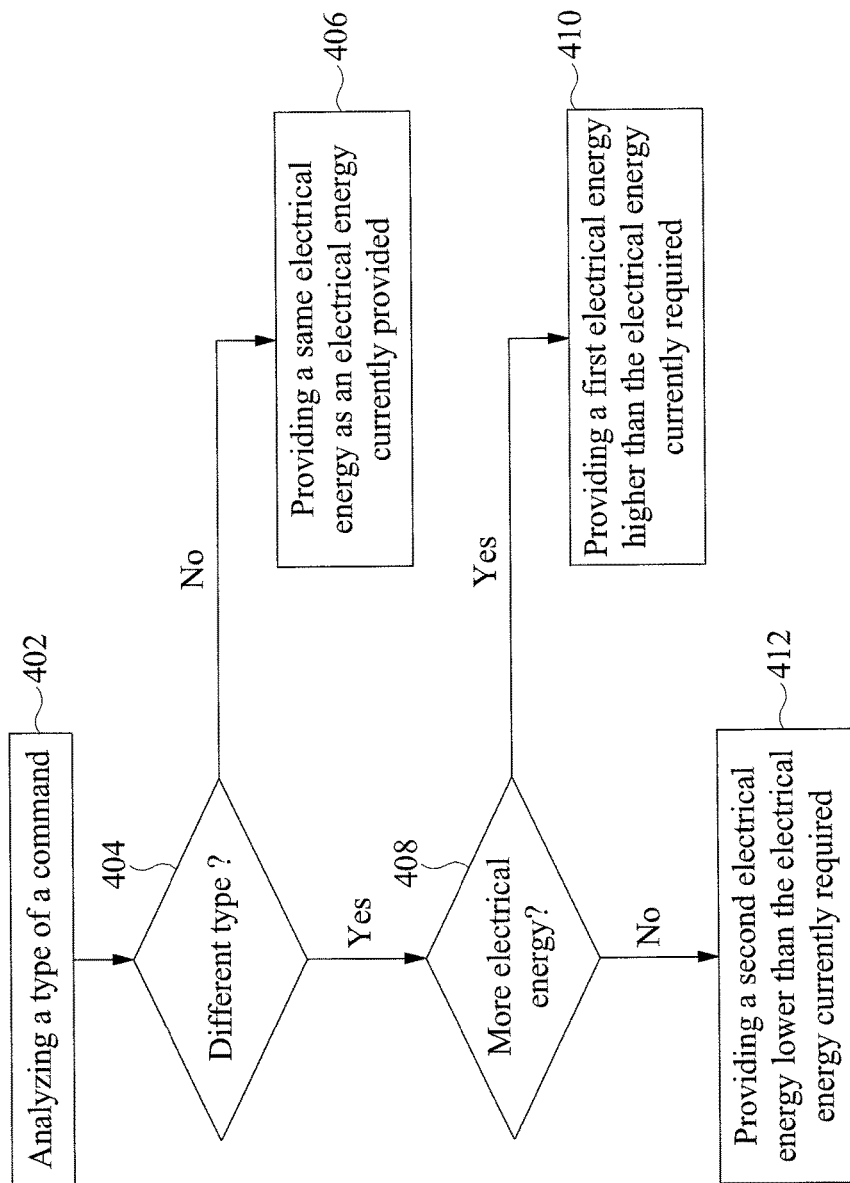 Analyzing a type of a command
402
404
Different type ?
No
Yes
Providing a same electrical
energy as an electrical energy
currently provided
406
408
More electrical
energy?
Yes
No
Providing a first electrical energy
higher than the electrical energy
currently required
410
Providing a second electrical
energy lower than the electrical
energy currently required
412